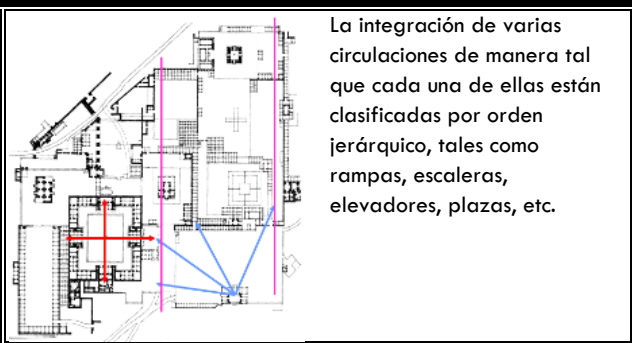 La integración de varias
circulaciones de manera tal
que cada una de ellas están
clasificadas por orden
jerárquico, tales como
rampas, escaleras,
elevadores, plazas, etc.